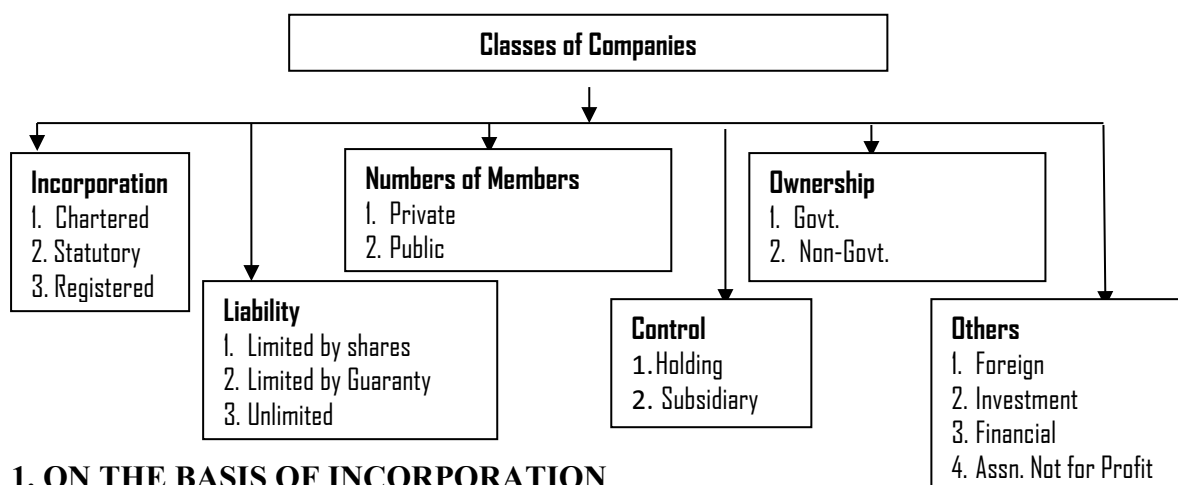 Classes of Companies
Incorporation
1. Chartered
2. Statutory
3. Registered
Liability
1. Limited by shares
2. Limited by Guaranty
3. Unlimited
Numbers of Members
1. Private
2. Public
Control
1.Holding
2. Subsidiary
Ownership
1. Govt.
2. Non-Govt.
Others
1. Foreign
2. Investment
3. Financial
4. Assn. Not for Profit
1. ON THE BASIS OF INCORPORATION